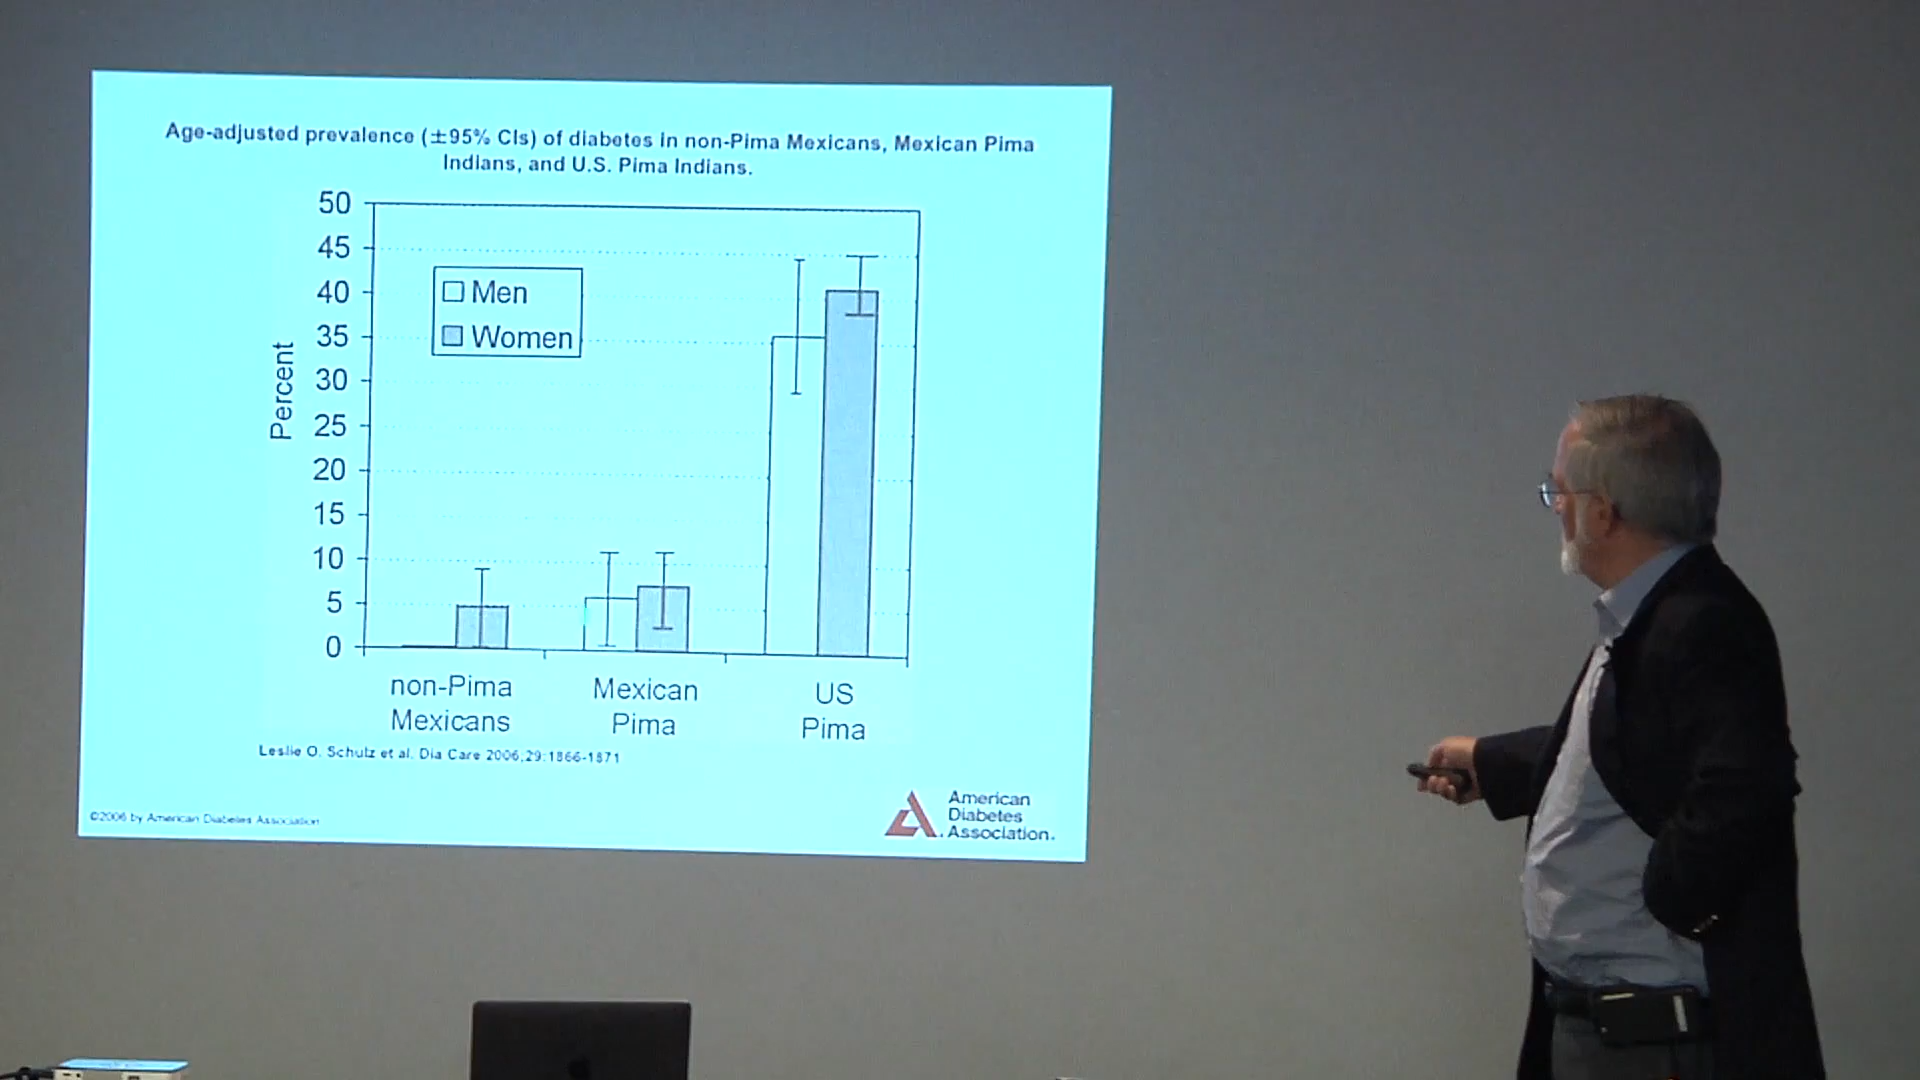 Age-adjusted prevalence (±95% CIs) of diabetes in non-Pima Mexicans, Mexican Pima
Indians, and U.S. Pima Indians.
50
45
40
35
30
25
20
15
10
5
0
Percent
Men
Women
non-Pima
Mexicans
Mexican
Pima
US
Pima
Leslie O. Schulz et al. Dia Care 2006;29:1866-1871
©2006 by American Diabetes Association
American
Diabetes
Association.